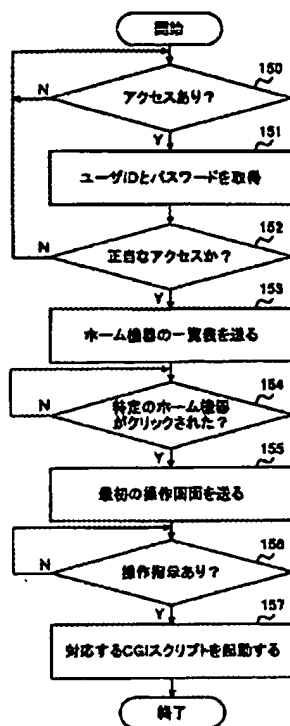 開始
150
アクセスあり？
N
Y
151
ユーザIDとパスワードを取得
152
正当なアクセスか？
N
Y
153
ホーム機器の一覧表を送る
154
特定のホーム機器
がクリックされた？
N
Y
155
最初の操作画面を送る
156
操作指示あり？
N
Y
157
対応するCGIスクリプトを起動する
終了